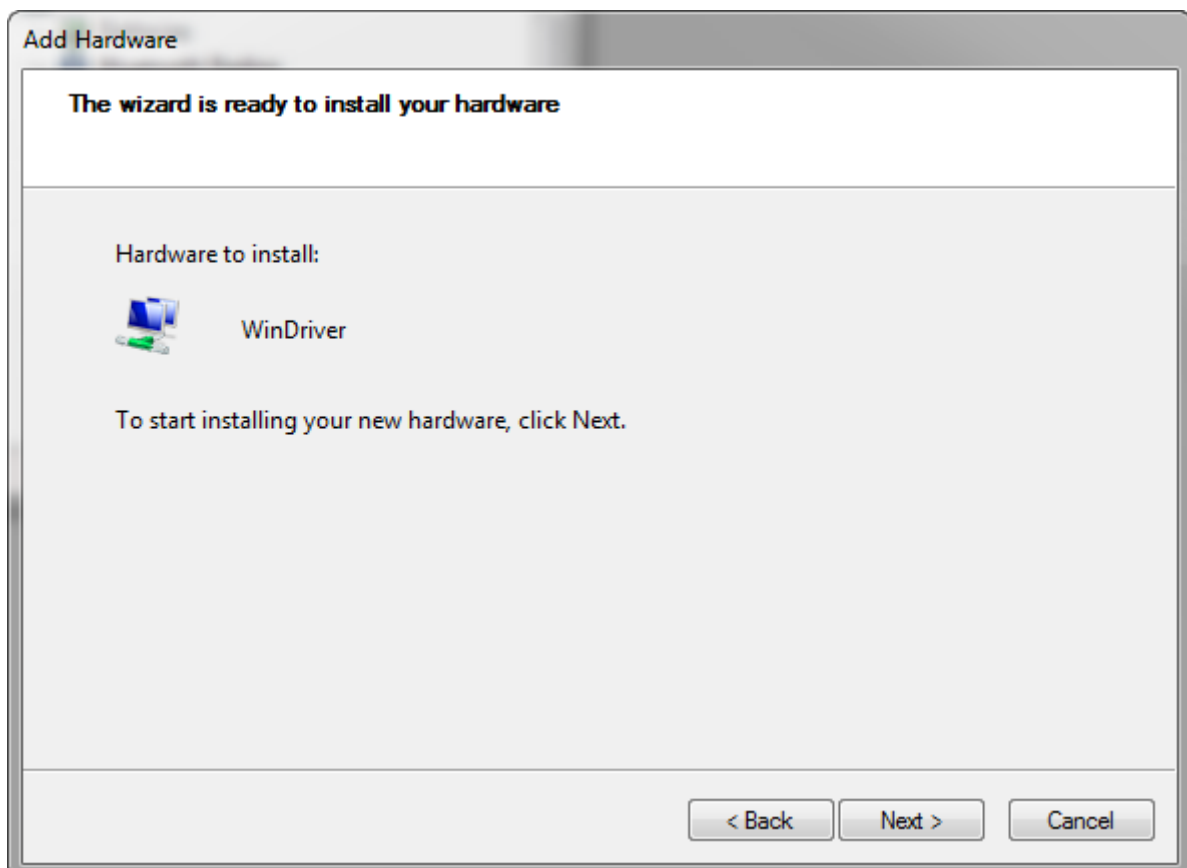 Add Hardware
The wizard is ready to install your hardware
Hardware to install:
WinDriver
To start installing your new hardware, click Next.
< Back Next > Cancel